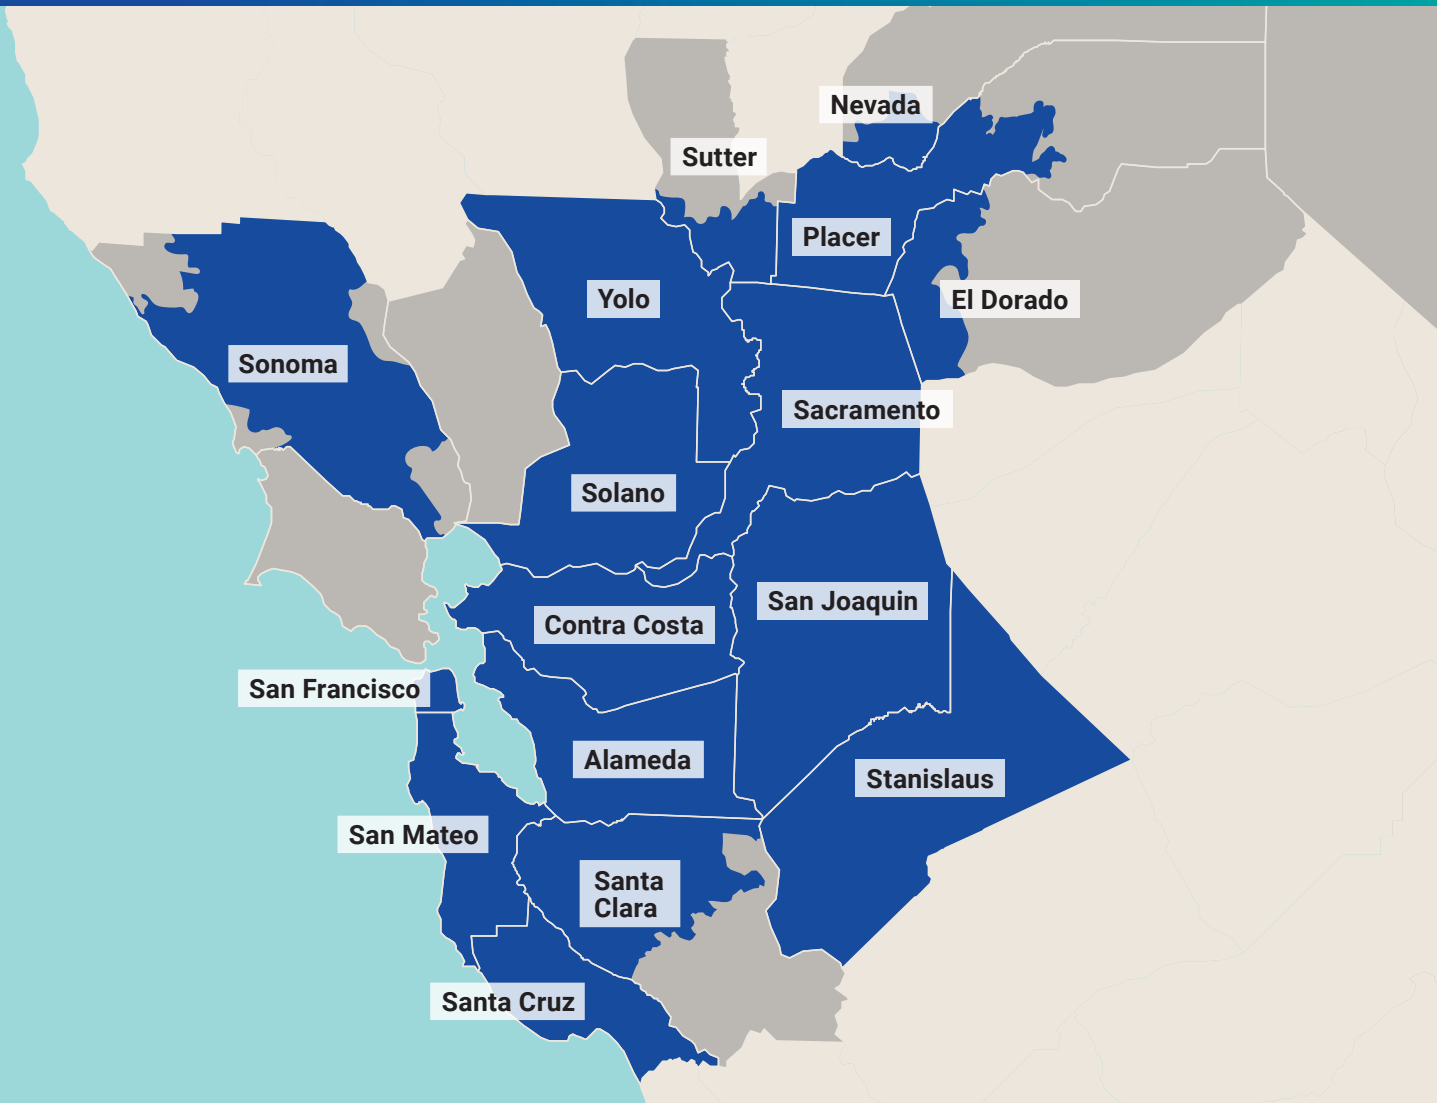 Nevada
Sutter
Placer
Yolo
El Dorado
Sonoma
Sacramento
Solano
San Joaquin
Contra Costa
San Francisco
Alameda
Stanislaus
San Mateo
Santa
Clara
Santa Cruz